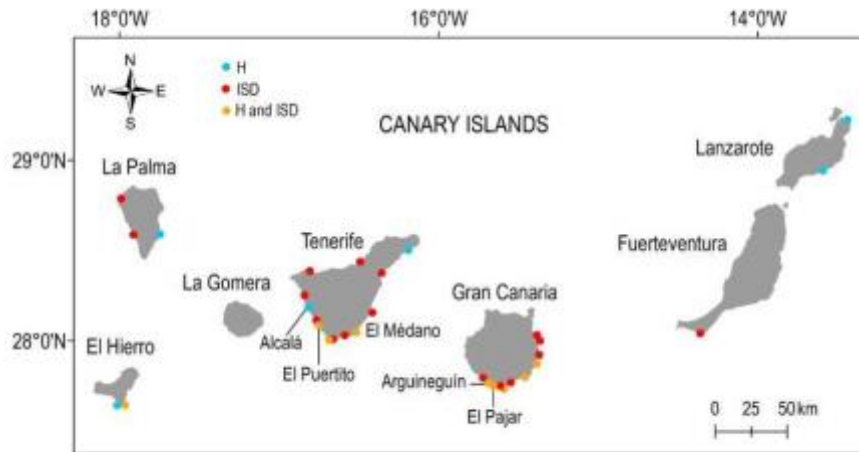 18°0'W
16°0'W
14°0'W
N
W E
S
H
ISD
H and ISD
CANARY ISLANDS
29°0'N
28°0'N
La Palma
Lanzarote
Tenerife
Fuerteventura
La Gomera
Gran Canaria
El Hierro
Alcalá
El Médano
El Puertito
Arguineguín
El Pajar
0 25 50 km